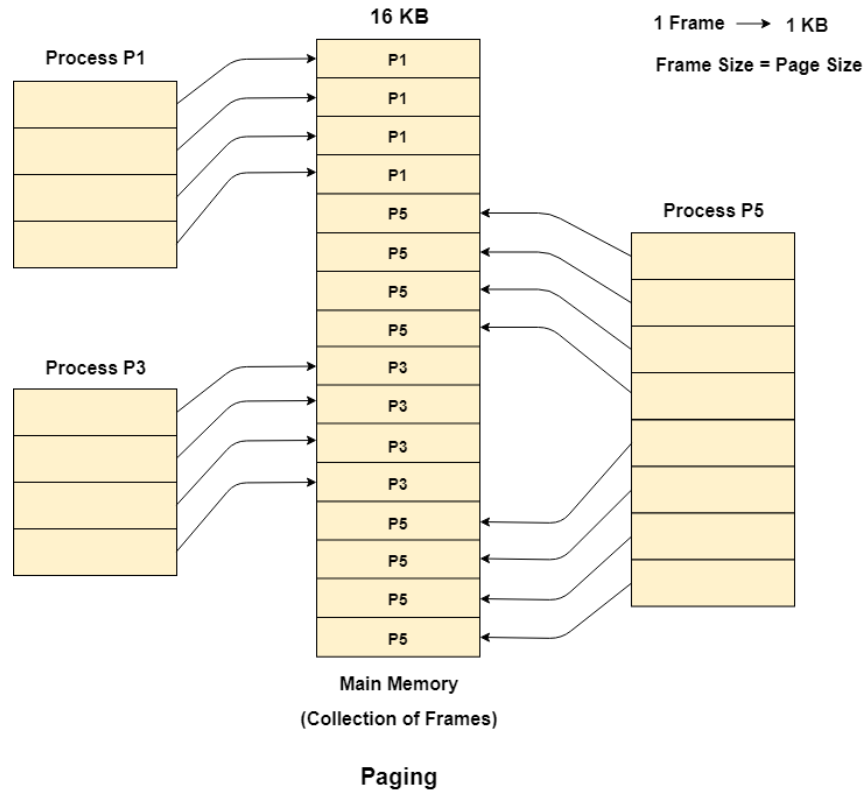 16 KB
1 Frame → 1 KB
Frame Size = Page Size
Process P1
P1
P1
P1
P1
P5
P5
P5
P5
P3
P3
P3
P3
P5
P5
P5
P5
Process P5
Process P3
Main Memory
(Collection of Frames)
Paging